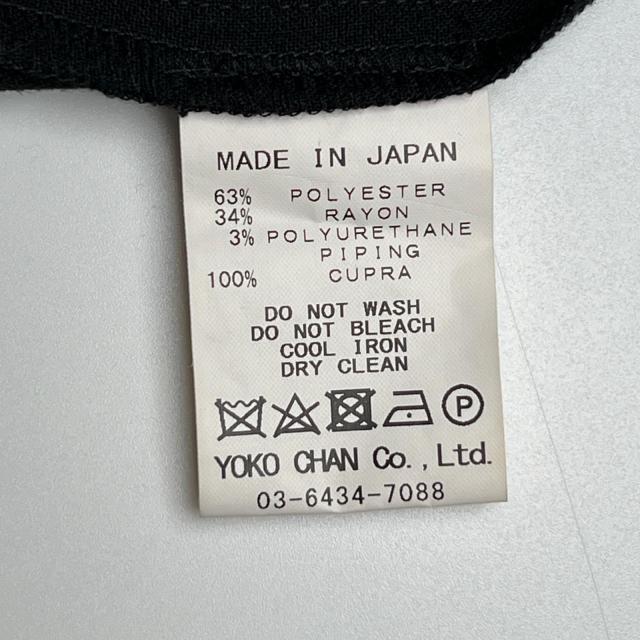 MADE IN JAPAN
63% POLYESTER
34% RAYON
3% POLYURETHANE
PIPING
100% CUPRA
DO NOT WASH
DO NOT BLEACH
COOL IRON
DRY CLEAN
P
YOKO CHAN Co.,Ltd.
03-6434-7088